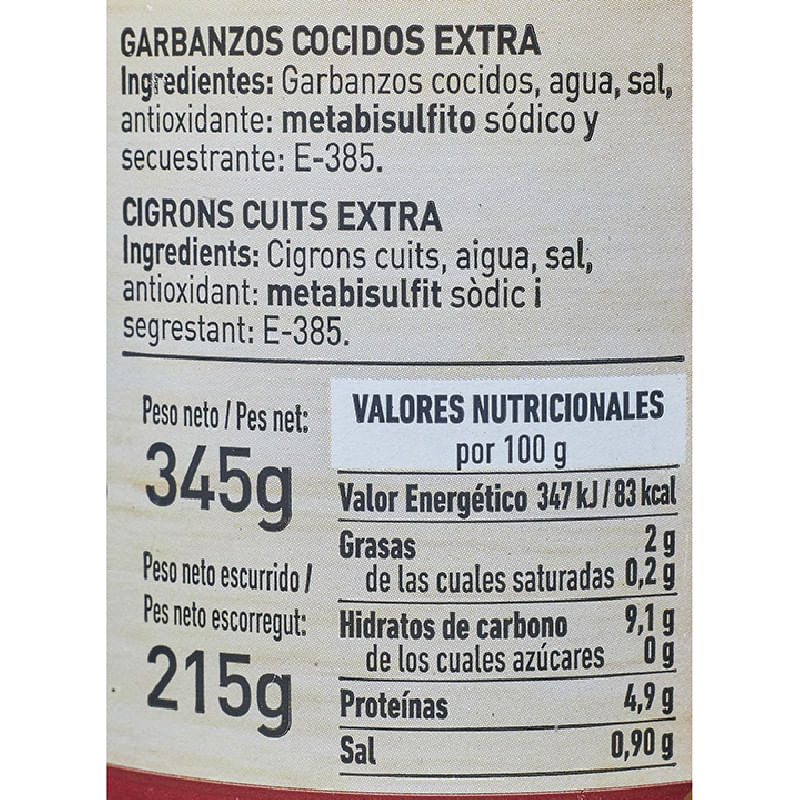 GARBANZOS COCIDOS EXTRA
Ingredientes: Garbanzos cocidos, agua, sal,
antioxidante: metabisulfito sódico y
secuestrante: E-385.
CIGRONS CUITS EXTRA
Ingredients: Cigrons cuits, aigua, sal,
antioxidant: metabisulfit sòdic i
segrestant: E-385.
Peso neto / Pes net:
345g
Peso neto escurrido /
Pes neto escorregut:
215g
VALORES NUTRICIONALES
por 100 g
Valor Energético 347 kJ / 83 kcal
Grasas 2 g
de las cuales saturadas 0,2 g
Hidratos de carbono 9,1 g
de los cuales azúcares 0 g
Proteínas 4,9 g
Sal 0,90 g